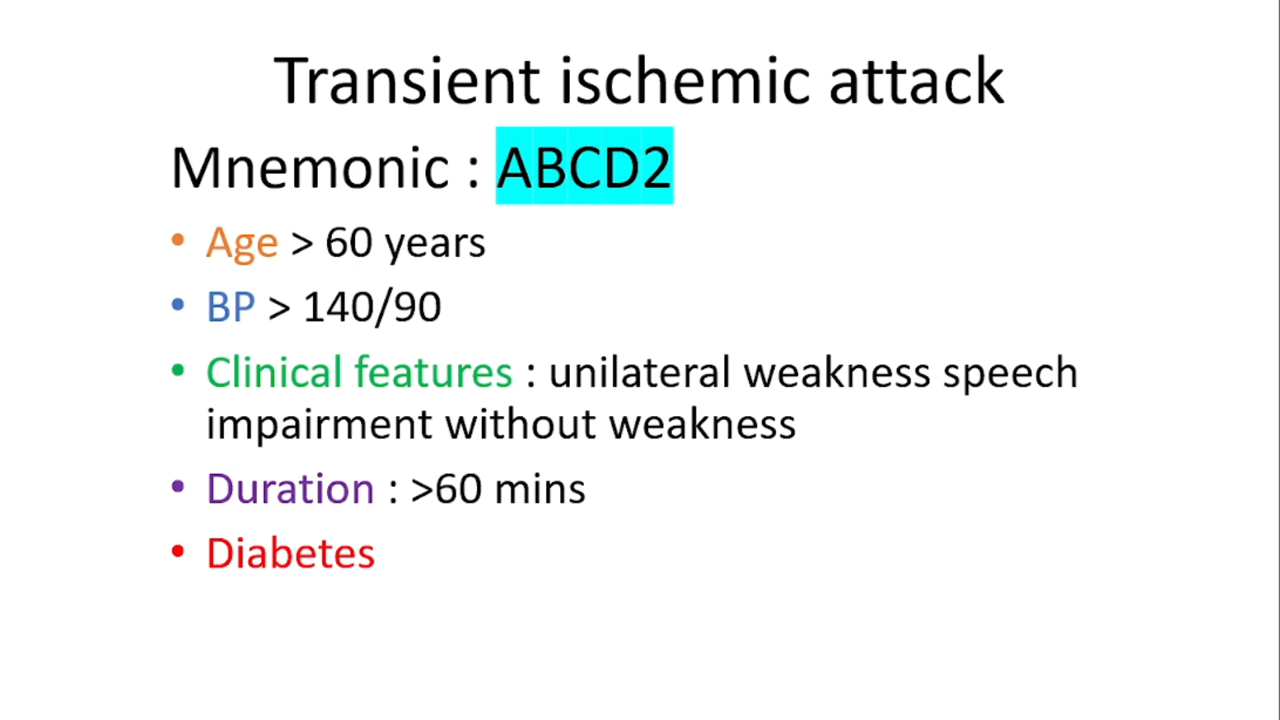 Transient ischemic attack
Mnemonic : ABCD2
• Age > 60 years
• BP > 140/90
• Clinical features : unilateral weakness speech
impairment without weakness
• Duration : >60 mins
• Diabetes